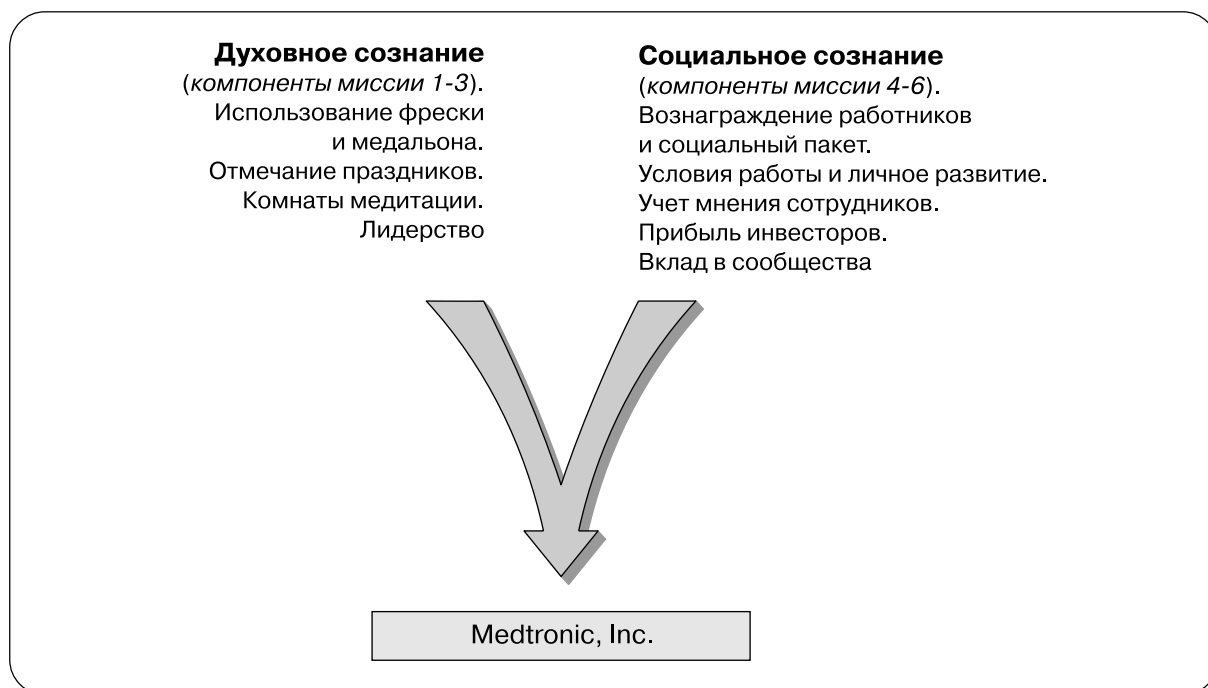 Духовное сознание
(компоненты миссии 1-3).
Использование фрески
и медальона.
Отмечание праздников.
Комнаты медитации.
Лидерство
Социальное сознание
(компоненты миссии 4-6).
Вознаграждение работников
и социальный пакет.
Условия работы и личное развитие.
Учет мнения сотрудников.
Прибыль инвесторов.
Вклад в сообщества
Medtronic, Inc.